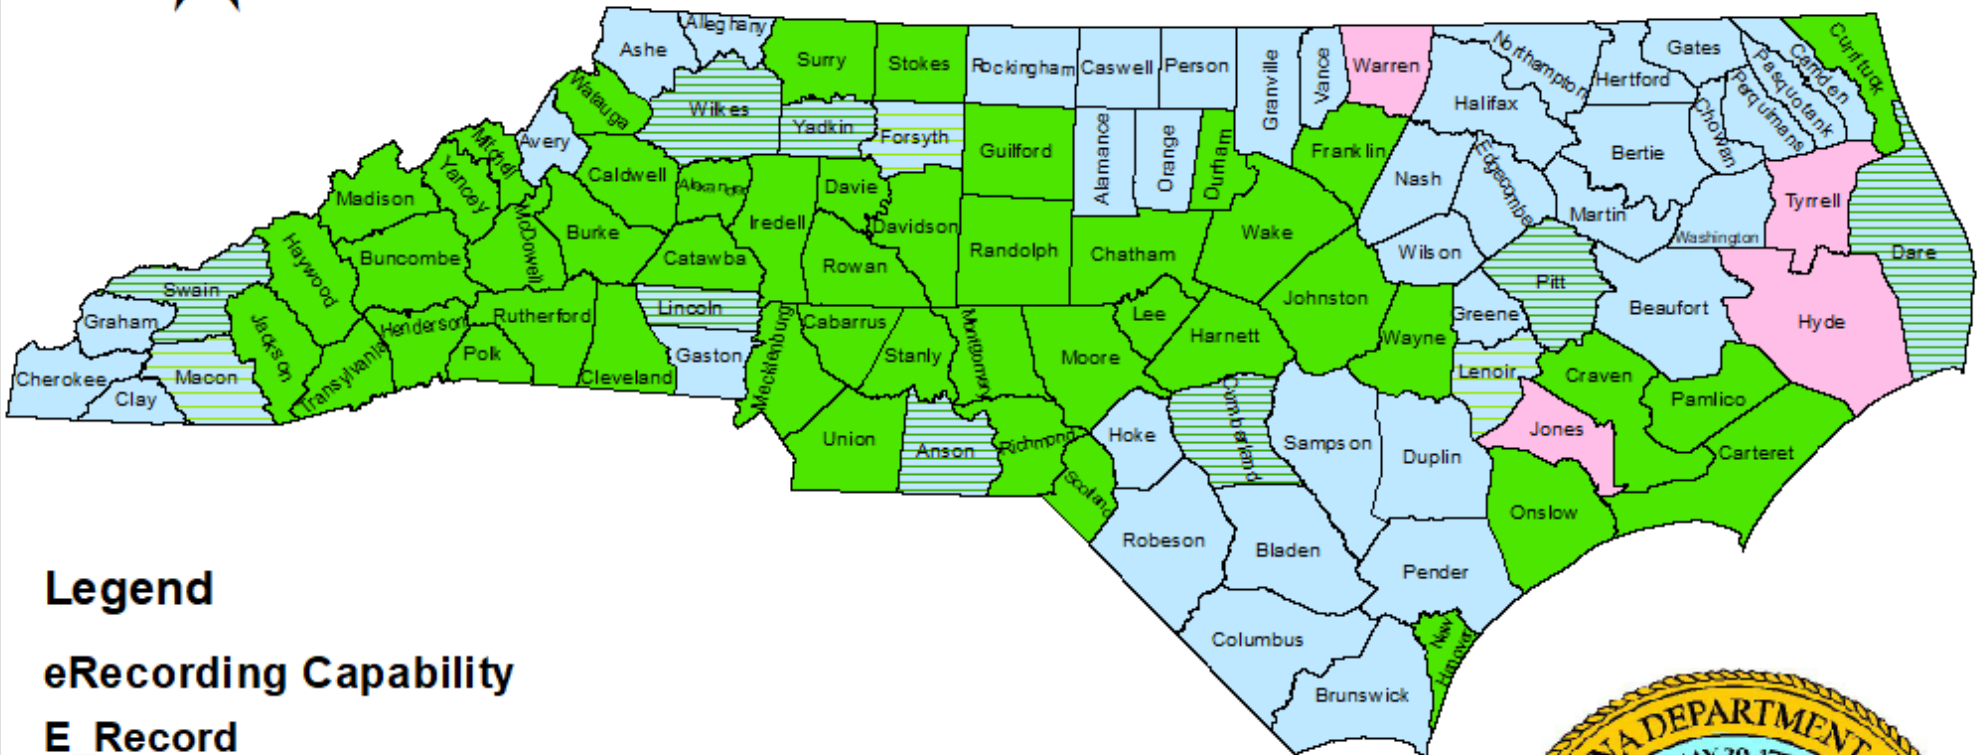 Alleghany
Ashe
Surry
Stokes
Rockingham
Caswell
Person
Granville
Vance
Warren
Northampton
Gates
Hertford
Camden
Currituck
Pasquotank
Perquimans
Chowan
Halifax
Watauga
Wilkes
Yadkin
Forsyth
Guilford
Alamance
Orange
Durham
Franklin
Nash
Edgecombe
Bertie
Martin
Washington
Tyrrell
Dare
Avery
Mitchell
Yancey
Madison
Caldwell
Alexander
Davie
Iredell
Davidson
Randolph
Chatham
Wake
Wilson
Pitt
Beaufort
Hyde
McDowell
Burke
Catawba
Rowan
Buncombe
Haywood
Swain
Graham
Cherokee
Clay
Macon
Jackson
Transylvania
Henderson
Polk
Rutherford
Cleveland
Lincoln
Gaston
Mecklenburg
Cabarrus
Stanly
Montgomery
Moore
Lee
Harnett
Johnston
Wayne
Greene
Lenoir
Craven
Pamlico
Carteret
Jones
Onslow
Union
Anson
Richmond
Scotland
Hoke
Cumberland
Sampson
Duplin
Robeson
Bladen
Pender
Columbus
Brunswick
New
Hanover
Legend
eRecording Capability
E Record
NA DEPARTMENT